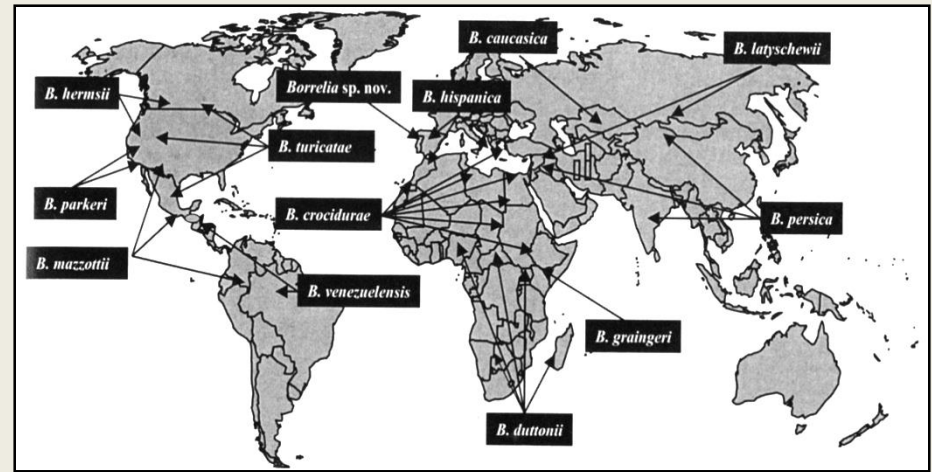 B. caucasica
B. latyschewii
B. hermsii
Borrelia sp. nov.
B. hispanica
B. turicatae
B. parkeri
B. crocidurae
B. persica
B. mazzottii
B. venezuelensis
B. graingeri
B. duttonii